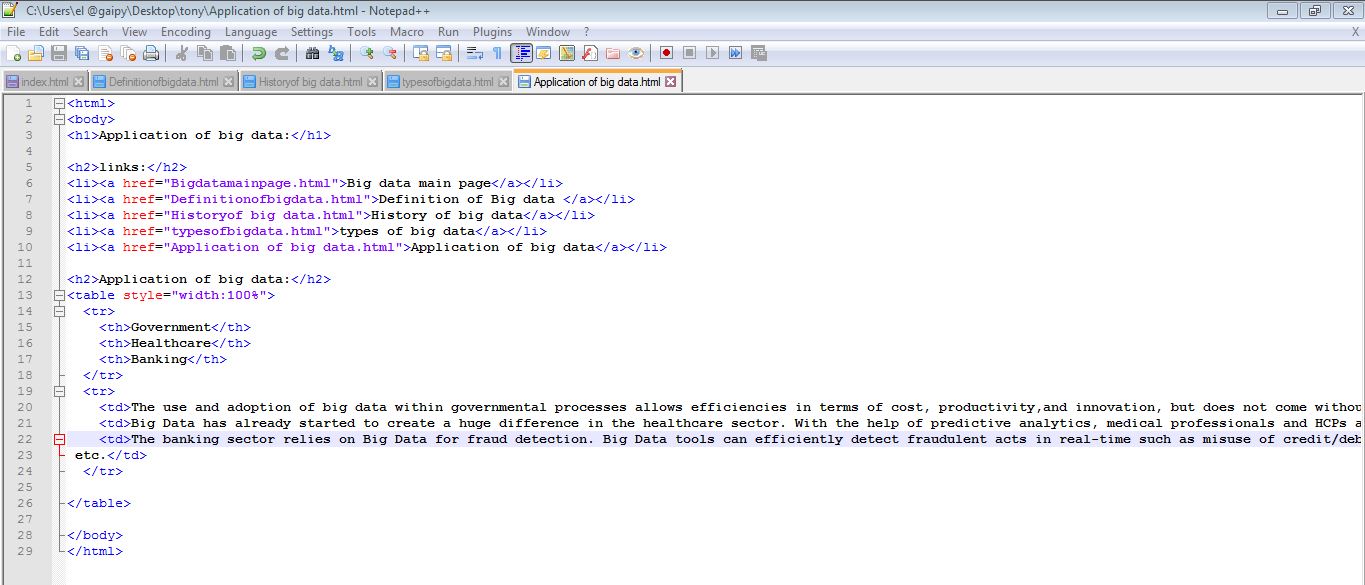 C:\Users\el @gaipy\Desktop\tony\Application of big data.html - Notepad++
File Edit Search View Encoding Language Settings Tools Macro Run Plugins Window ? X
index.html Definitionofbigdata.html Historyof big data.html typesofbigdata.html Application of big data.html
1 <html>
2 <body>
3 <h1>Application of big data:</h1>
4
5 <h2>links:</h2>
6 <li><a href="Bigdatamainpage.html">Big data main page</a></li>
7 <li><a href="Definitionofbigdata.html">Definition of Big data </a></li>
8 <li><a href="Historyof big data.html">History of big data</a></li>
9 <li><a href="typesofbigdata.html">types of big data</a></li>
10 <li><a href="Application of big data.html">Application of big data</a></li>
11
12 <h2>Application of big data:</h2>
13 <table style="width:100%">
14 <tr>
15 <th>Government</th>
16 <th>Healthcare</th>
17 <th>Banking</th>
18 </tr>
19 <tr>
20 <td>The use and adoption of big data within governmental processes allows efficiencies in terms of cost, productivity,and innovation, but does not come withou
21 <td>Big Data has already started to create a huge difference in the healthcare sector. With the help of predictive analytics, medical professionals and HCPs a
22 <td>The banking sector relies on Big Data for fraud detection. Big Data tools can efficiently detect fraudulent acts in real-time such as misuse of credit/deb
23 etc.</td>
24 </tr>
25
26 </table>
27
28 </body>
29 </html>